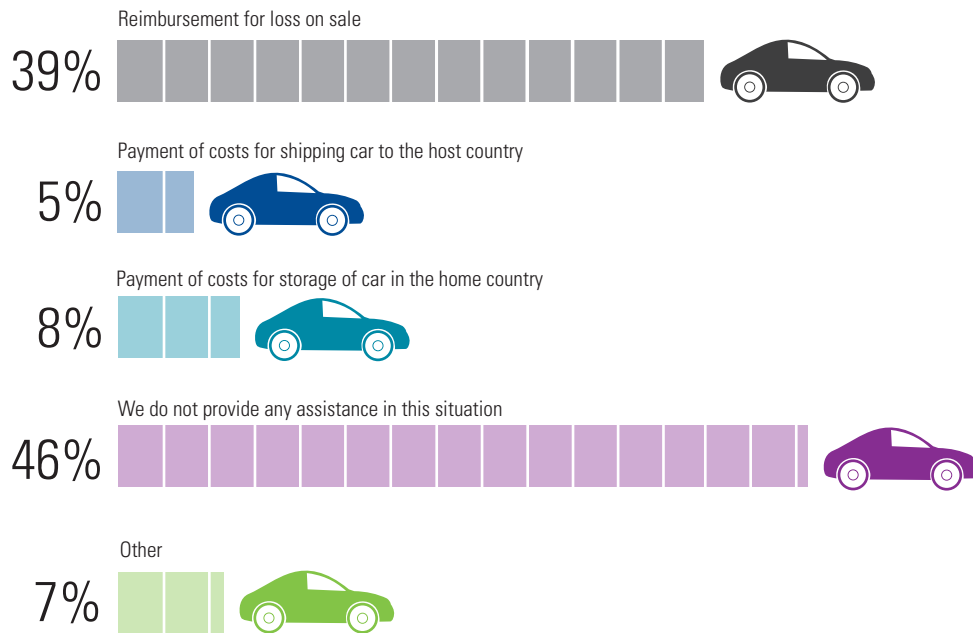 Reimbursement for loss on sale
39%
Payment of costs for shipping car to the host country
5%
Payment of costs for storage of car in the home country
8%
We do not provide any assistance in this situation
46%
Other
7%